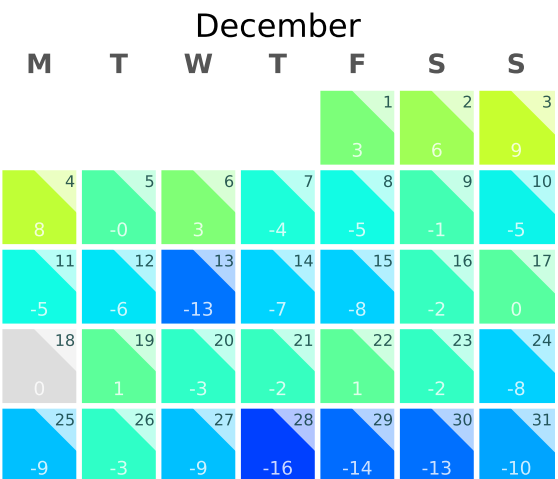 December
M T W T F S S
1 2 3
3 6 9
4 5 6 7 8 9 10
8 -0 3 -4 -5 -1 -5
11 12 13 14 15 16 17
-5 -6 -13 -7 -8 -2 0
18 19 20 21 22 23 24
0 1 -3 -2 1 -2 -8
25 26 27 28 29 30 31
-9 -3 -9 -16 -14 -13 -10